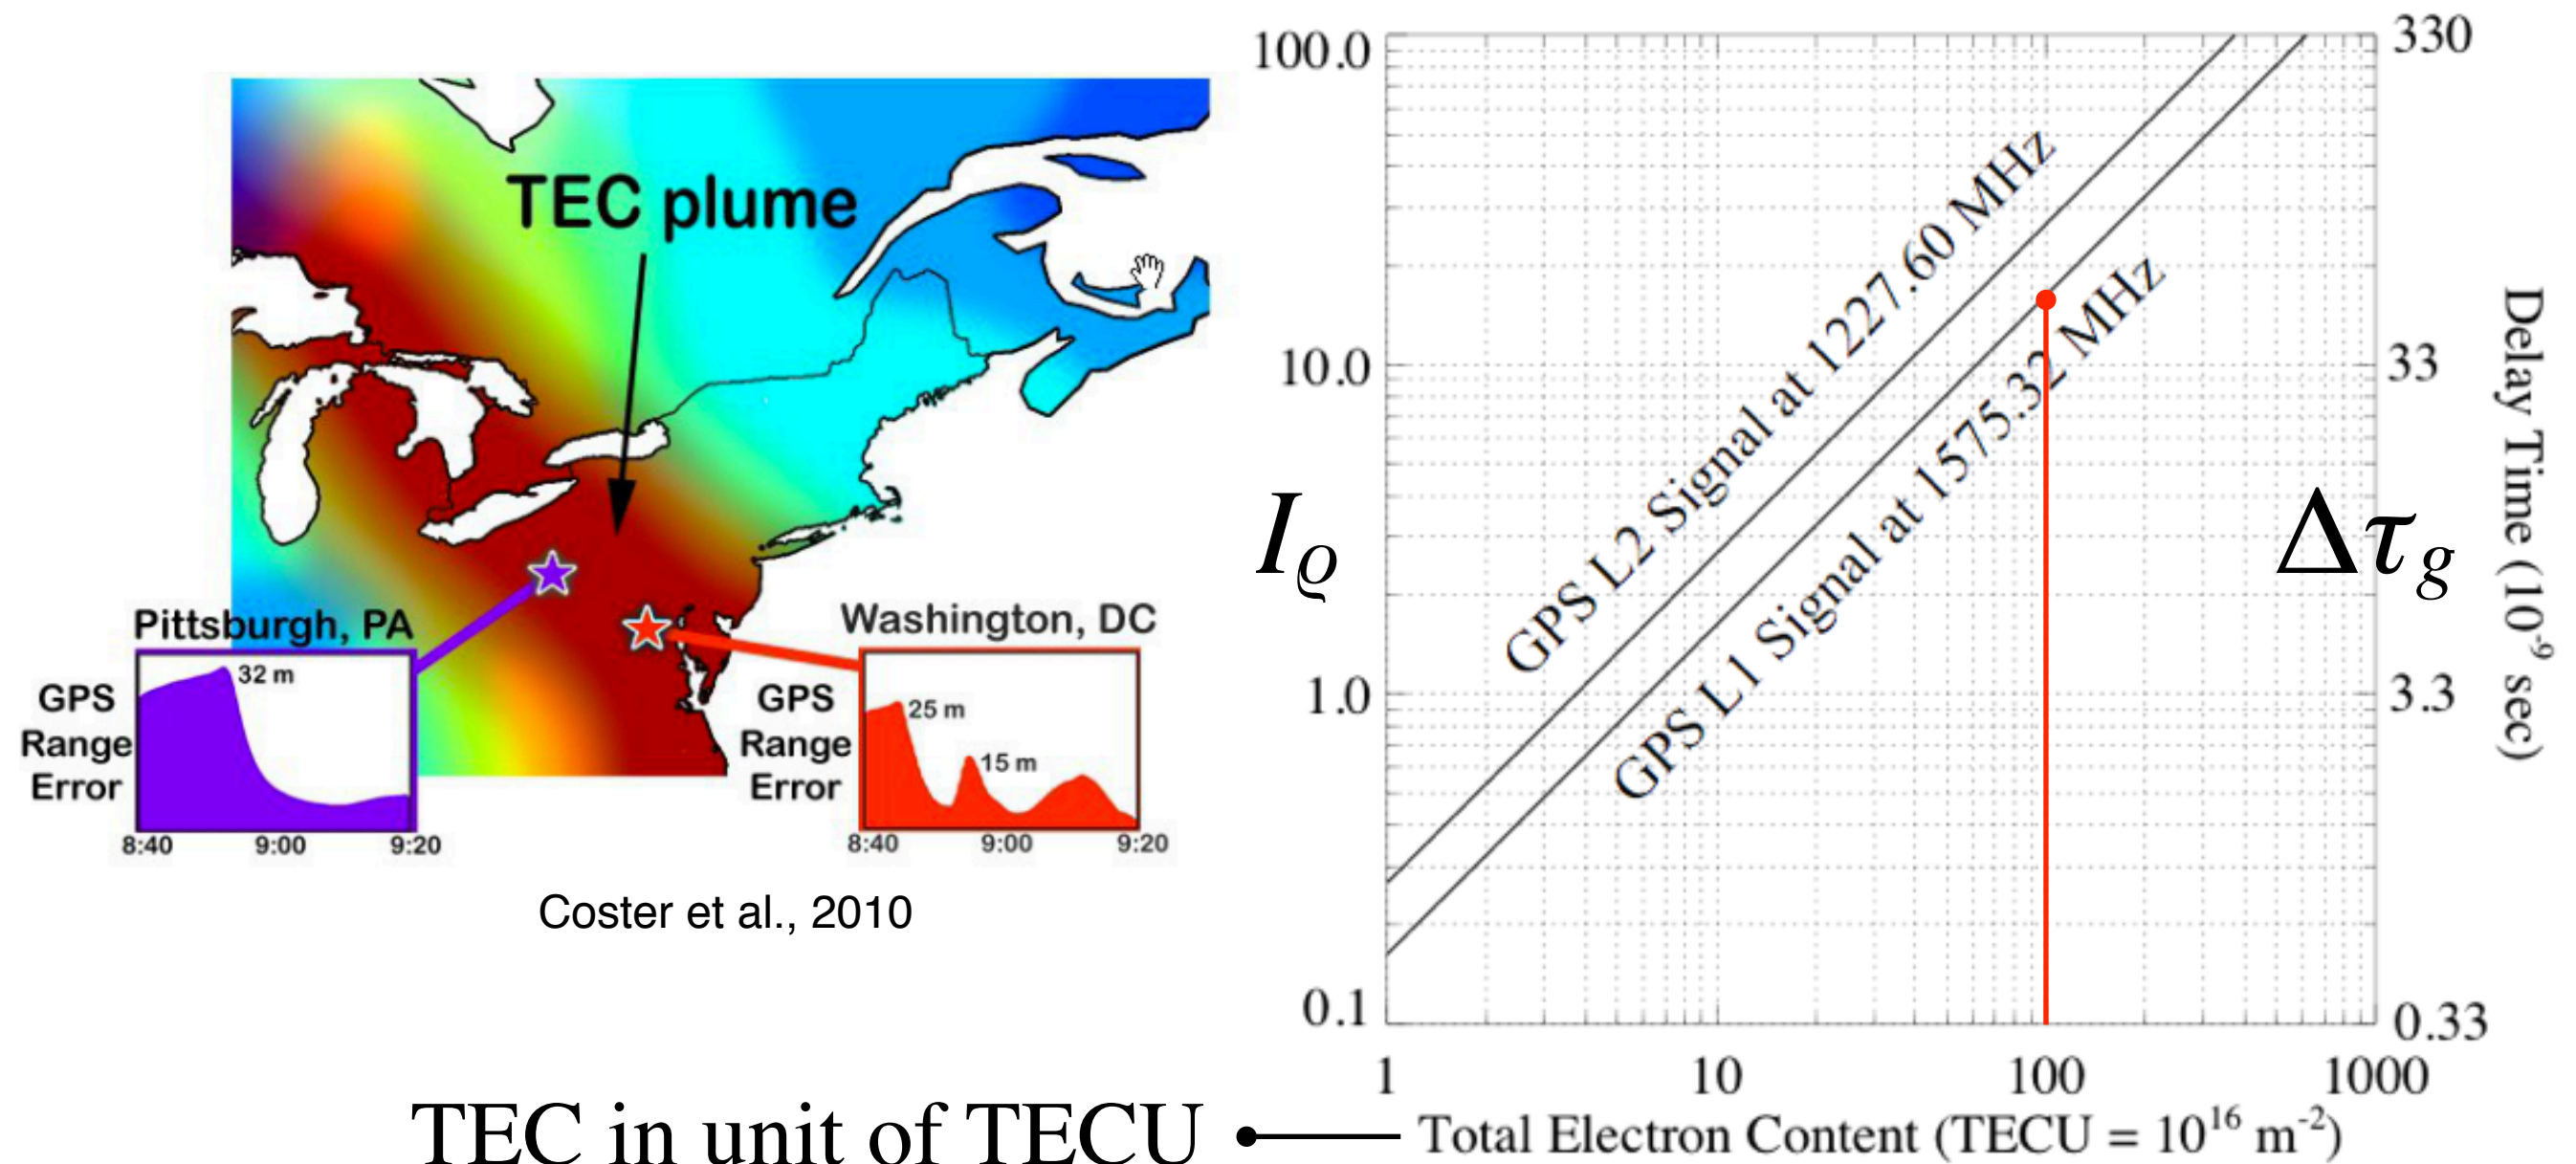 TEC plume
Pittsburgh, PA
GPS
Range
Error
32 m
8:40
9:00
9:20
Washington, DC
GPS
Range
Error
25 m
15 m
8:40
9:00
9:20
Coster et al., 2010
100.0
10.0
1.0
0.1
Iϱ
GPS L2 Signal at 1227.60 MHz
GPS L1 Signal at 1575.32 MHz
330
33
3.3
0.33
Δτg
Delay Time (10⁻⁹ sec)
1
10
100
1000
TEC in unit of TECU
Total Electron Content (TECU = 10¹⁶ m⁻²)